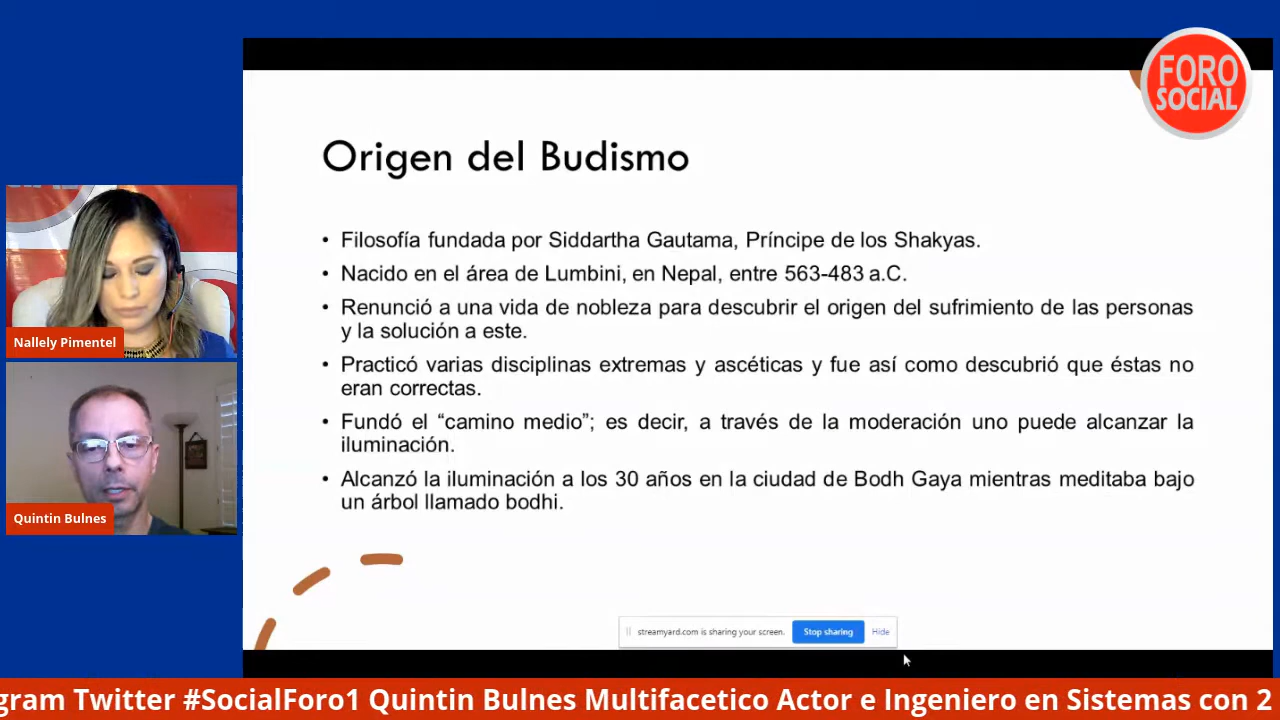 FORO
SOCIAL
Origen del Budismo
• Filosofía fundada por Siddartha Gautama, Príncipe de los Shakyas.
• Nacido en el área de Lumbini, en Nepal, entre 563-483 a.C.
• Renunció a una vida de nobleza para descubrir el origen del sufrimiento de las personas
y la solución a este.
• Practicó varias disciplinas extremas y ascéticas y fue así como descubrió que éstas no
eran correctas.
• Fundó el “camino medio”; es decir, a través de la moderación uno puede alcanzar la
iluminación.
• Alcanzó la iluminación a los 30 años en la ciudad de Bodh Gaya mientras meditaba bajo
un árbol llamado bodhi.
Nallely Pimentel
Quintin Bulnes
streamyard.com is sharing your screen. Stop sharing Hide
gram Twitter #SocialForo1 Quintin Bulnes Multifacetico Actor e Ingeniero en Sistemas con 2